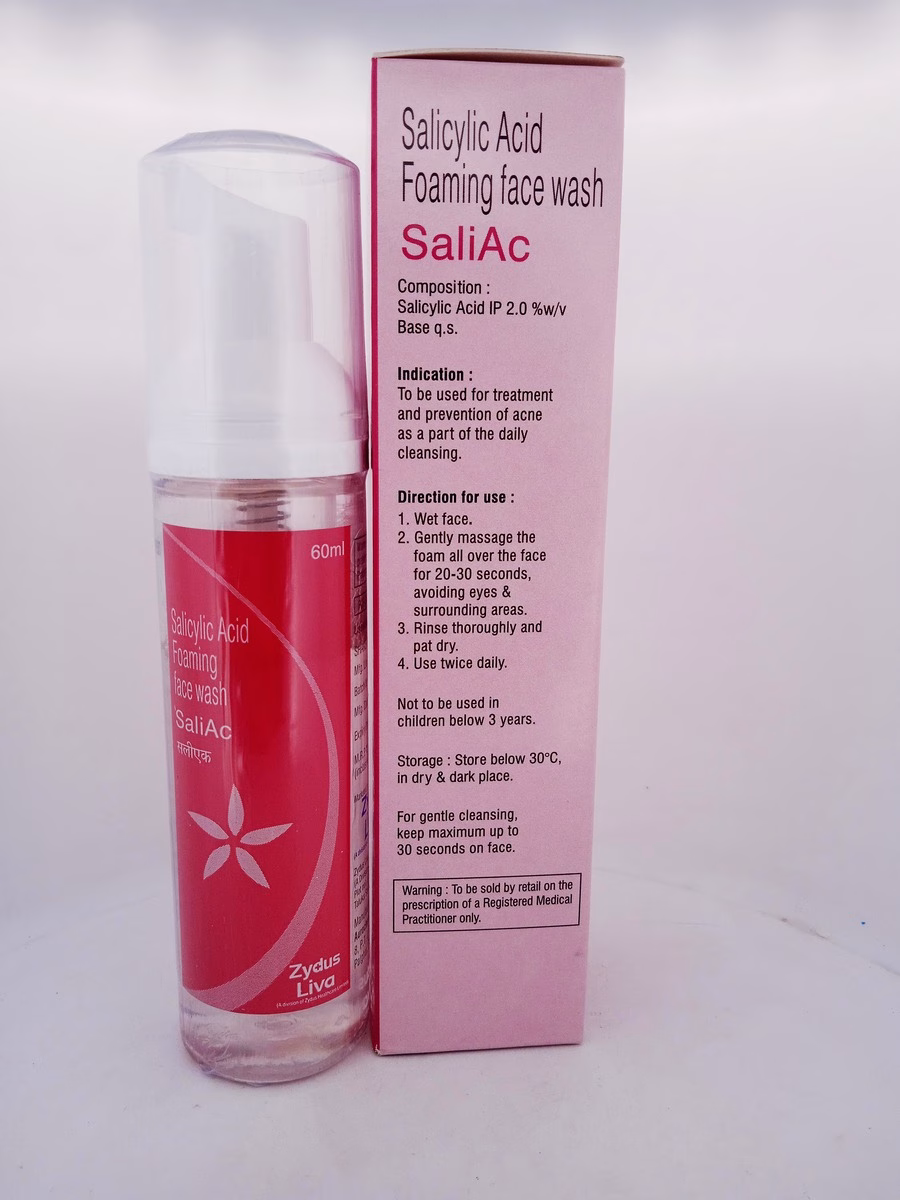 Salicylic Acid
Foaming face wash
SaliAc
Composition :
Salicylic Acid IP 2.0 %w/v
Base q.s.
Indication :
To be used for treatment
and prevention of acne
as a part of the daily
cleansing.
Direction for use :
1. Wet face.
2. Gently massage the
foam all over the face
for 20-30 seconds,
avoiding eyes &
surrounding areas.
3. Rinse thoroughly and
pat dry.
4. Use twice daily.
Not to be used in
children below 3 years.
Storage : Store below 30°C,
in dry & dark place.
For gentle cleansing,
keep maximum up to
30 seconds on face.
Warning : To be sold by retail on the
prescription of a Registered Medical
Practitioner only.
60ml
Salicylic Acid
Foaming
face wash
SaliAc
सलीएक
Zydus
Liva
(A division of Zydus Healthcare